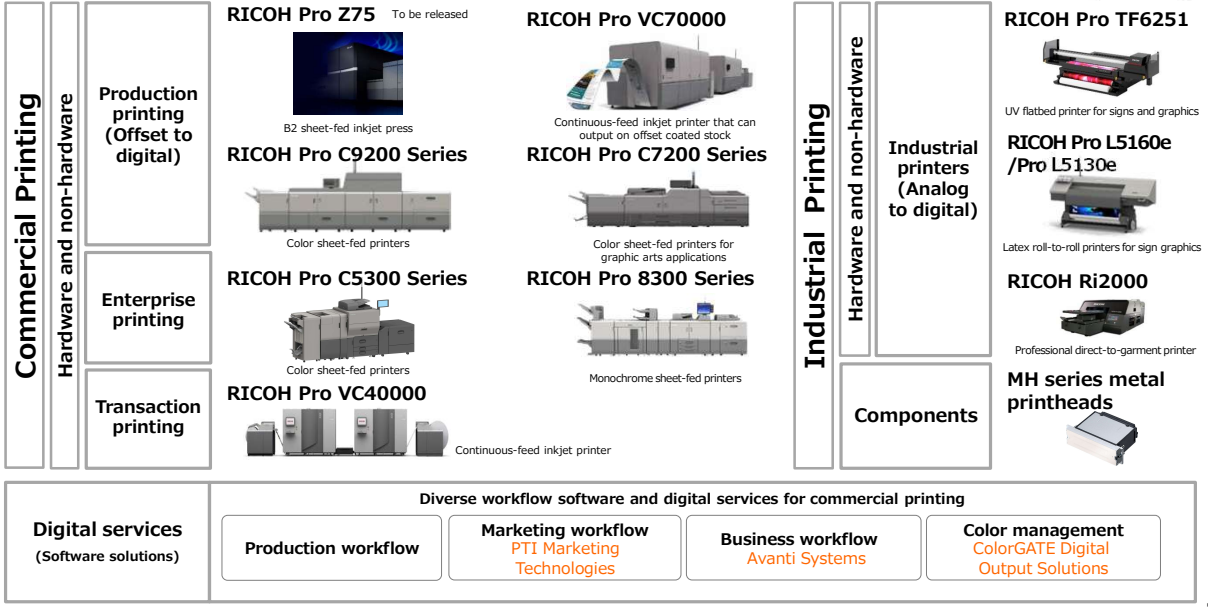 Commercial Printing
Hardware and non-hardware
Production
printing
(Offset to
digital)
RICOH Pro Z75 To be released
B2 sheet-fed inkjet press
RICOH Pro VC70000
Continuous-feed inkjet printer that can
output on offset coated stock
RICOH Pro C9200 Series
Color sheet-fed printers
RICOH Pro C7200 Series
Color sheet-fed printers for
graphic arts applications
Enterprise
printing
RICOH Pro C5300 Series
Color sheet-fed printers
RICOH Pro 8300 Series
Monochrome sheet-fed printers
Transaction
printing
RICOH Pro VC40000
Continuous-feed inkjet printer
Industrial Printing
Hardware and non-hardware
Industrial
printers
(Analog
to digital)
RICOH Pro TF6251
UV flatbed printer for signs and graphics
RICOH Pro L5160e
/Pro L5130e
Latex roll-to-roll printers for sign graphics
RICOH Ri2000
Professional direct-to-garment printer
Components
MH series metal
printheads
Digital services
(Software solutions)
Diverse workflow software and digital services for commercial printing
Production workflow
Marketing workflow
PTI Marketing
Technologies
Business workflow
Avanti Systems
Color management
ColorGATE Digital
Output Solutions